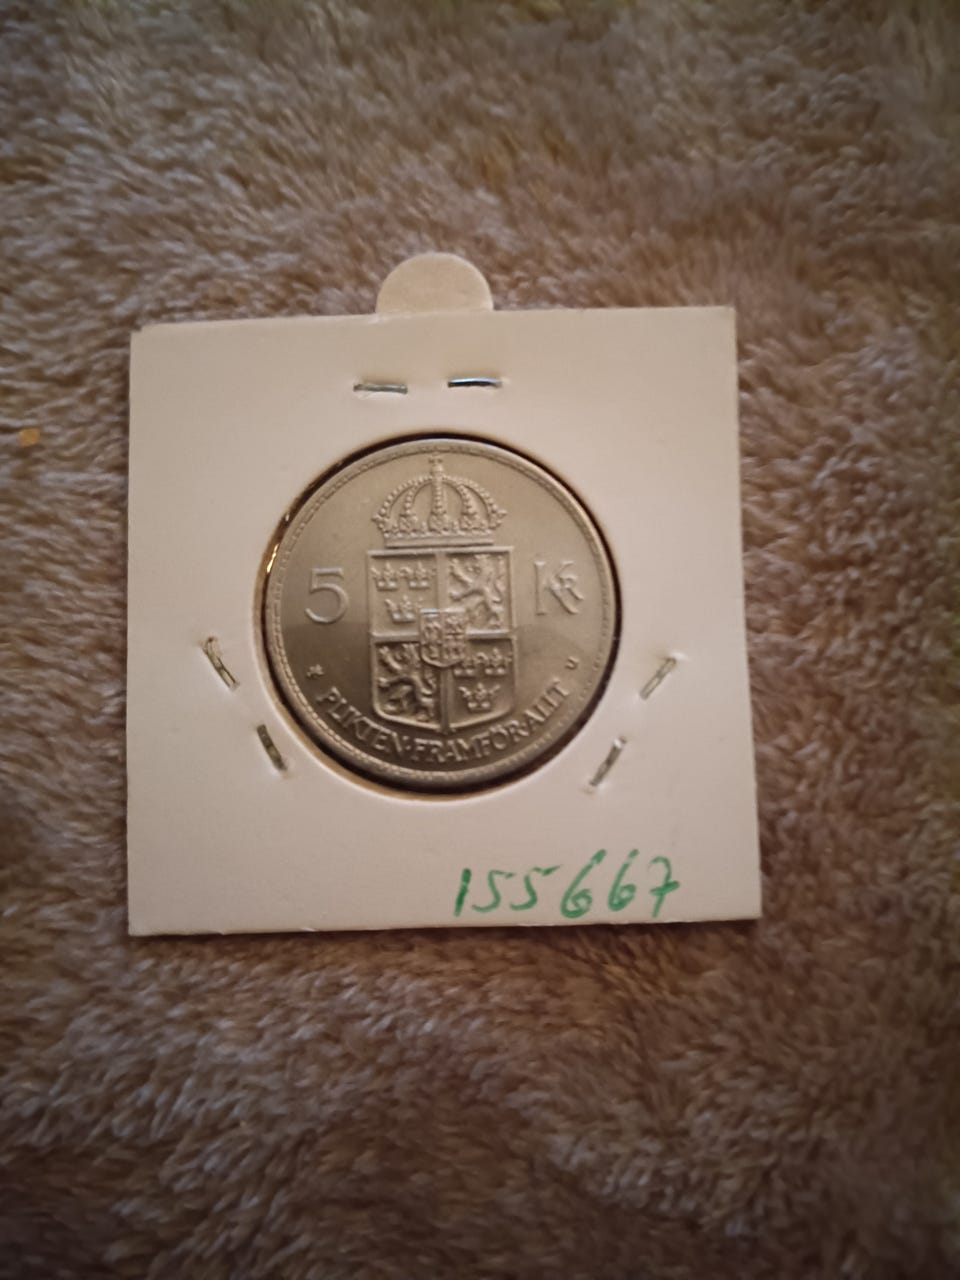 5 KR
PLIKTEN·FRAMFÖR·ALLT
U
155667